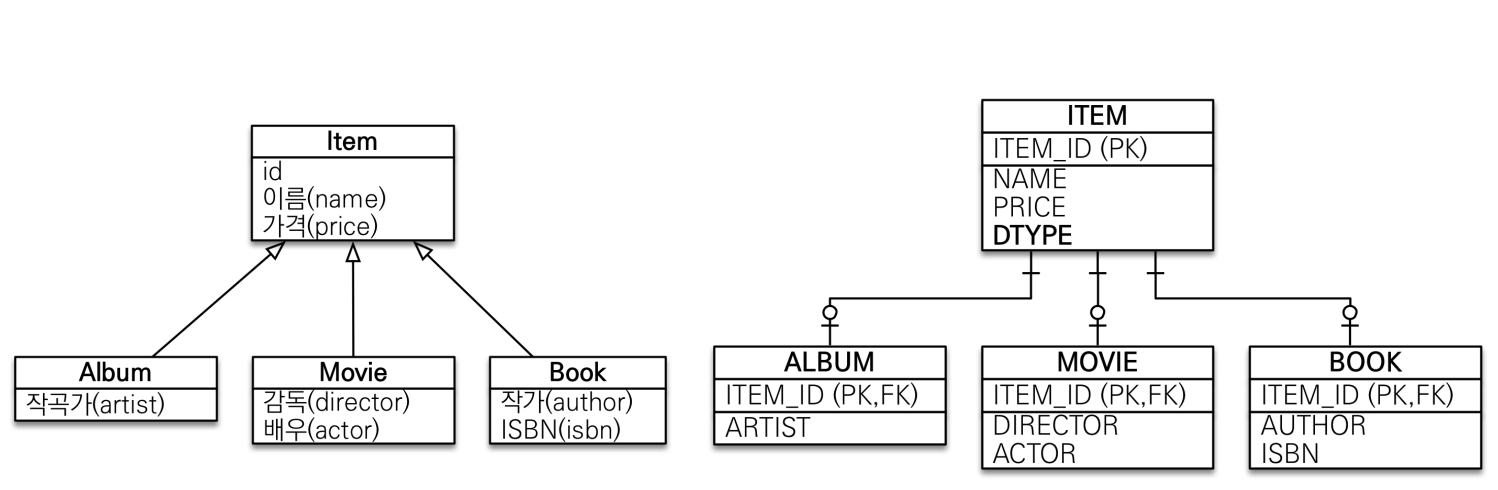 Item
id
이름(name)
가격(price)
Album
작곡가(artist)
Movie
감독(director)
배우(actor)
Book
작가(author)
ISBN(isbn)
ITEM
ITEM_ID (PK)
NAME
PRICE
DTYPE
ALBUM
ITEM_ID (PK,FK)
ARTIST
MOVIE
ITEM_ID (PK,FK)
DIRECTOR
ACTOR
BOOK
ITEM_ID (PK,FK)
AUTHOR
ISBN